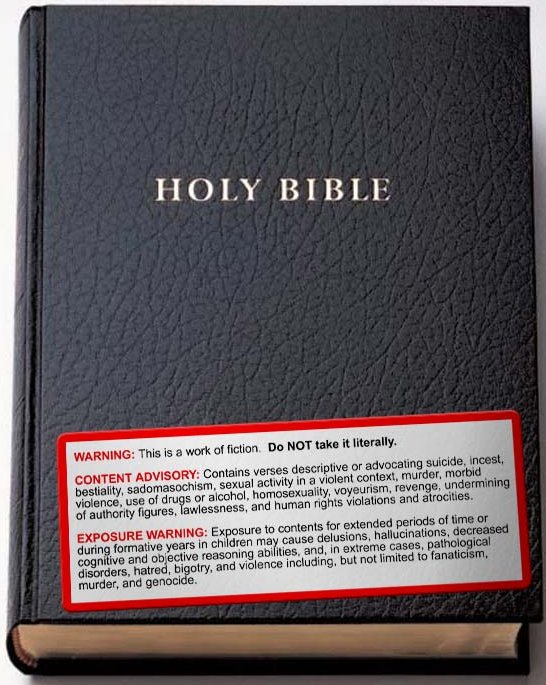 HOLY BIBLE
WARNING: This is a work of fiction. Do NOT take it literally.
CONTENT ADVISORY: Contains verses descriptive or advocating suicide, incest,
bestiality, sadomasochism, sexual activity in a violent context, murder, morbid
violence, use of drugs or alcohol, homosexuality, voyeurism, revenge, undermining
of authority figures, lawlessness, and human rights violations and atrocities.
EXPOSURE WARNING: Exposure to contents for extended periods of time or
during formative years in children may cause delusions, hallucinations, decreased
cognitive and objective reasoning abilities, and, in extreme cases, pathological
disorders, hatred, bigotry, and violence including, but not limited to fanaticism,
murder, and genocide.